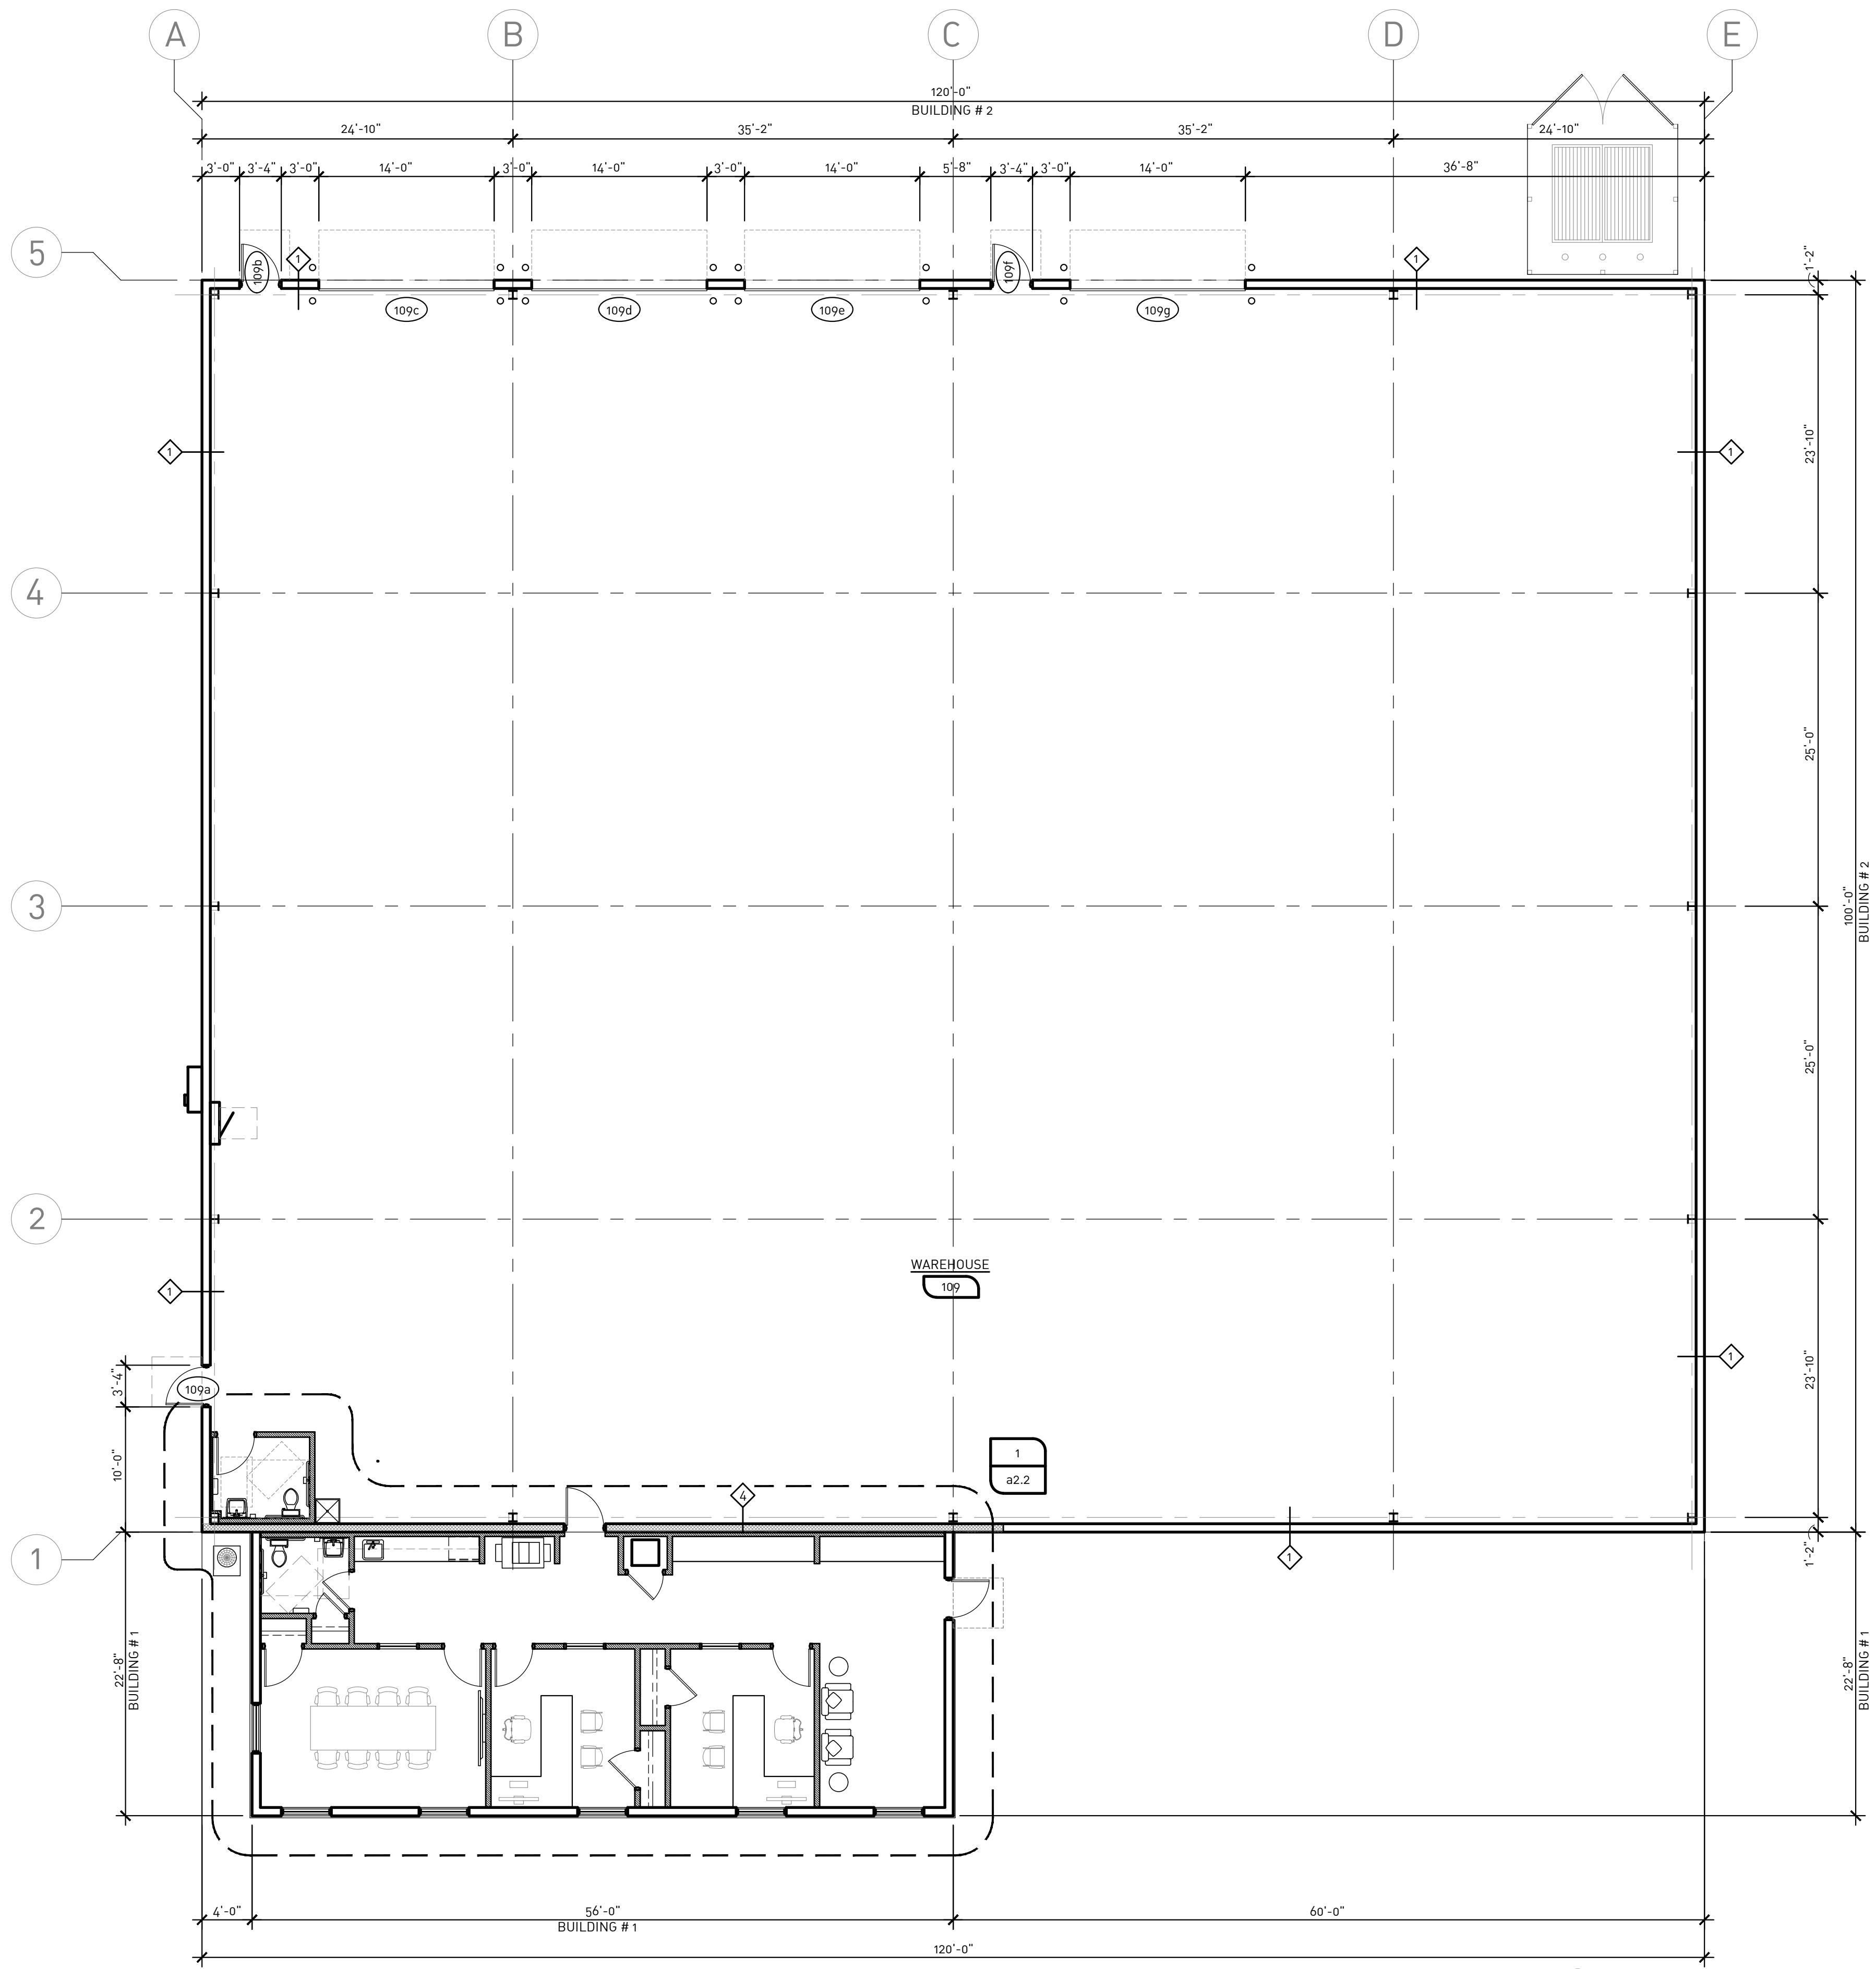 A B C D E
120'-0"
BUILDING # 2
24'-10" 35'-2" 35'-2" 24'-10"
3'-0" 3'-4" 3'-0" 14'-0" 3'-0" 14'-0" 3'-0" 14'-0" 5'-8" 3'-4" 3'-0" 14'-0" 36'-8"
5
1
1
1'-2"
109b
109f
109c 109d 109e 109g
1
1
23'-10"
4
25'-0"
3
100'-0"
BUILDING # 2
25'-0"
2
WAREHOUSE
109
1
1
3'-4"
109a
23'-10"
10'-0"
1
a2.2
4
1
1
1'-2"
22'-8"
BUILDING # 1
22'-8"
BUILDING # 1
4'-0" 56'-0" 60'-0"
BUILDING # 1
120'-0"